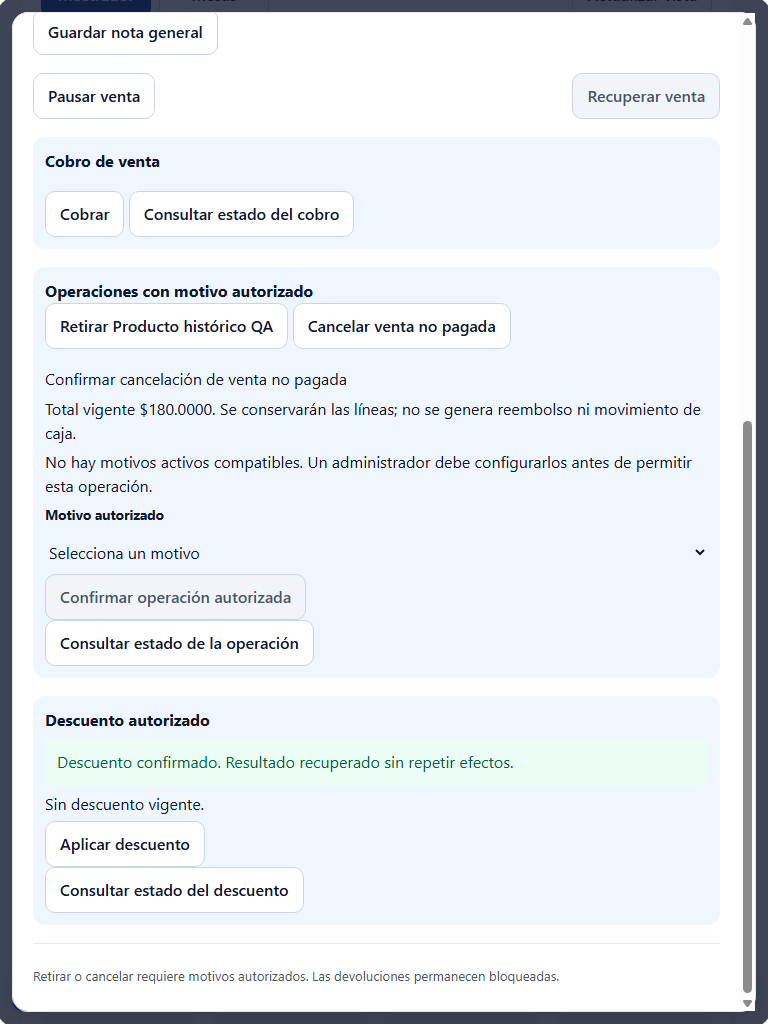 Guardar nota general
Pausar venta
Recuperar venta
Cobro de venta
Cobrar
Consultar estado del cobro
Operaciones con motivo autorizado
Retirar Producto histórico QA
Cancelar venta no pagada
Confirmar cancelación de venta no pagada
Total vigente $180.0000. Se conservarán las líneas; no se genera reembolso ni movimiento de
caja.
No hay motivos activos compatibles. Un administrador debe configurarlos antes de permitir
esta operación.
Motivo autorizado
Selecciona un motivo
Confirmar operación autorizada
Consultar estado de la operación
Descuento autorizado
Descuento confirmado. Resultado recuperado sin repetir efectos.
Sin descuento vigente.
Aplicar descuento
Consultar estado del descuento
Retirar o cancelar requiere motivos autorizados. Las devoluciones permanecen bloqueadas.